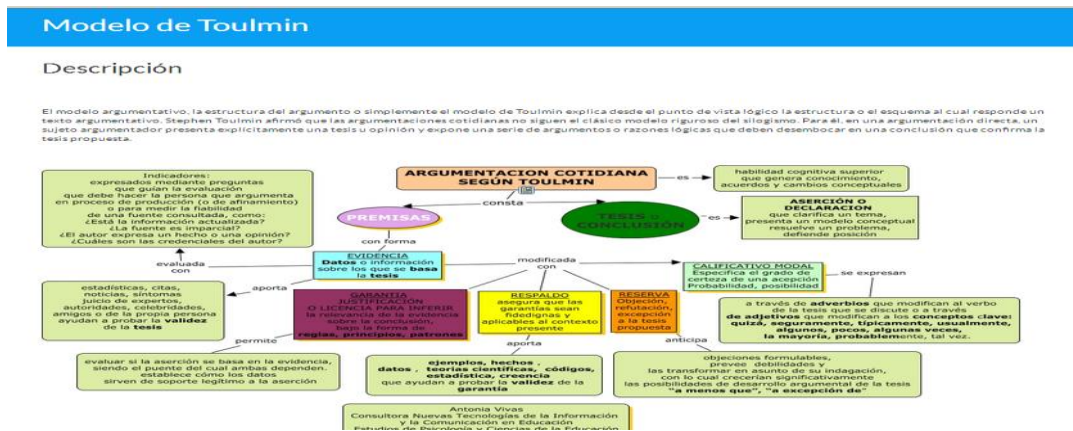 Modelo de Toulmin
Descripción
El modelo argumentativo, la estructura del argumento o simplemente el modelo de Toulmin explica desde el punto de vista lógico la estructura o el esquema al cual responde un
texto argumentativo. Stephen Toulmin afirmó que las argumentaciones cotidianas no siguen el clásico modelo riguroso del silogismo. Para él, en una argumentación directa, un
sujeto argumentador presenta explícitamente una tesis u opinión y expone una serie de argumentos o razones lógicas que deben desembocar en una conclusión que confirma la
tesis propuesta.
ARGUMENTACION COTIDIANA
SEGÚN TOULMIN
es
habilidad cognitiva superior
que genera conocimiento,
acuerdos y cambios conceptuales
consta
PREMISAS
TESIS o
CONCLUSIÓN
es
ASERCIÓN O
DECLARACION
que clarifica un tema,
presenta un modelo conceptual
resuelve un problema,
defiende posición
Indicadores:
expresados mediante preguntas
que guían la evaluación
que debe hacer la persona que argumenta
en proceso de producción (o de afinamiento)
o para medir la fiabilidad
de una fuente consultada, como:
¿Está la información actualizada?
¿La fuente es imparcial?
¿El autor expresa un hecho o una opinión?
¿Cuáles son las credenciales del autor?
con forma
evaluada
con
EVIDENCIA
Datos o información
sobre los que se basa
la tesis
modificada
con
CALIFICATIVO MODAL
Especifica el grado de
certeza de una acepción
Probabilidad, posibilidad
se expresan
aporta
estadísticas, citas,
noticias, síntomas
juicio de expertos,
autoridades, celebridades,
amigos o de la propia persona
ayudan a probar la validez
de la tesis
GARANTIA
JUSTIFICACIÓN
O LICENCIA PARA INFERIR
la relevancia de la evidencia
sobre la conclusión,
bajo la forma de
reglas, principios, patrones
RESPALDO
asegura que las
garantías sean
fidedignas y
aplicables al contexto
presente
RESERVA
Objeción,
refutación,
excepción
a la tesis
propuesta
a través de adverbios que modifican al verbo
de la tesis que se discute o a través
de adjetivos que modifican a los conceptos clave:
quizá, seguramente, típicamente, usualmente,
algunos, pocos, algunas veces,
la mayoría, probablemente, tal vez.
permite
aporta
anticipa
evaluar si la aserción se basa en la evidencia,
siendo el puente del cual ambas dependen.
establece cómo los datos
sirven de soporte legítimo a la aserción
ejemplos, hechos ,
datos , teorías científicas, códigos,
estadística, creencia
que ayudan a probar la validez de la
garantía
objeciones formulables,
prevee debilidades y
las transformar en asunto de su indagación,
con lo cual crecerían significativamente
las posibilidades de desarrollo argumental de la tesis
"a menos que", "a excepción de"
Antonia Vivas
Consultora Nuevas Tecnologías de la Información
y la Comunicación en Educación
Estudios de Psicología y Ciencias de la Educación